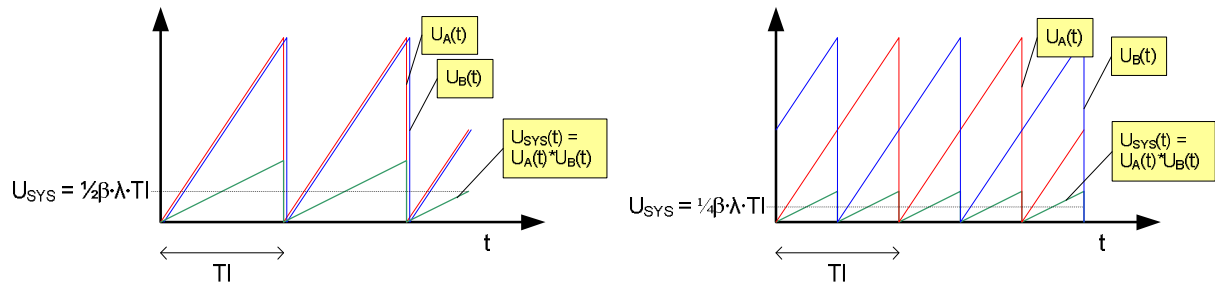 U_A(t)
U_B(t)
U_SYS(t) =
U_A(t)*U_B(t)
U_SYS = ½β·λ·TI
t
TI
U_A(t)
U_B(t)
U_SYS(t) =
U_A(t)*U_B(t)
U_SYS = ¼β·λ·TI
t
TI